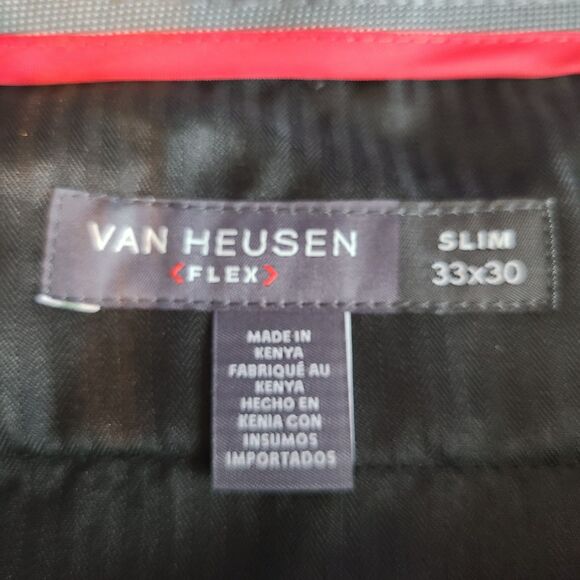 VAN HEUSEN
<FLEX>
SLIM
33x30
MADE IN
KENYA
FABRIQUÉ AU
KENYA
HECHO EN
KENIA CON
INSUMOS
IMPORTADOS